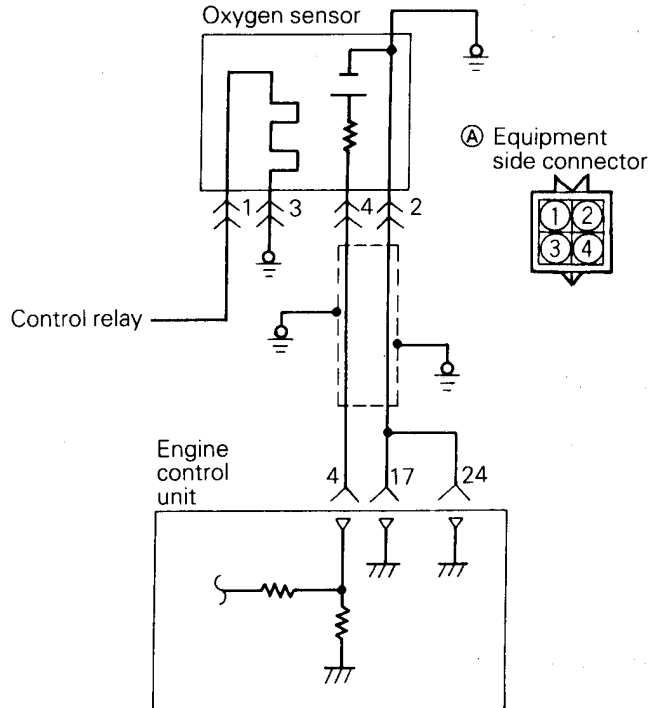 Oxygen sensor
Ⓐ Equipment
side connector
1 2
3 4
1 3 4 2
Control relay
Engine
control
unit
4 17 24